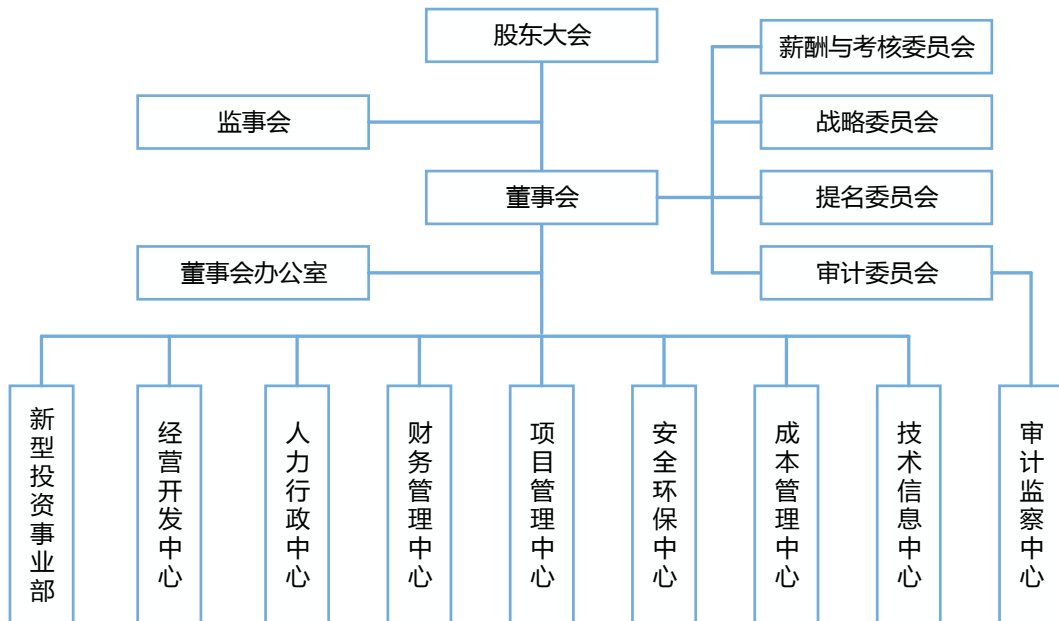 股东大会
薪酬与考核委员会
监事会
战略委员会
董事会
提名委员会
董事会办公室
审计委员会
新型投资事业部
经营开发中心
人力行政中心
财务管理中心
项目管理中心
安全环保中心
成本管理中心
技术信息中心
审计监察中心